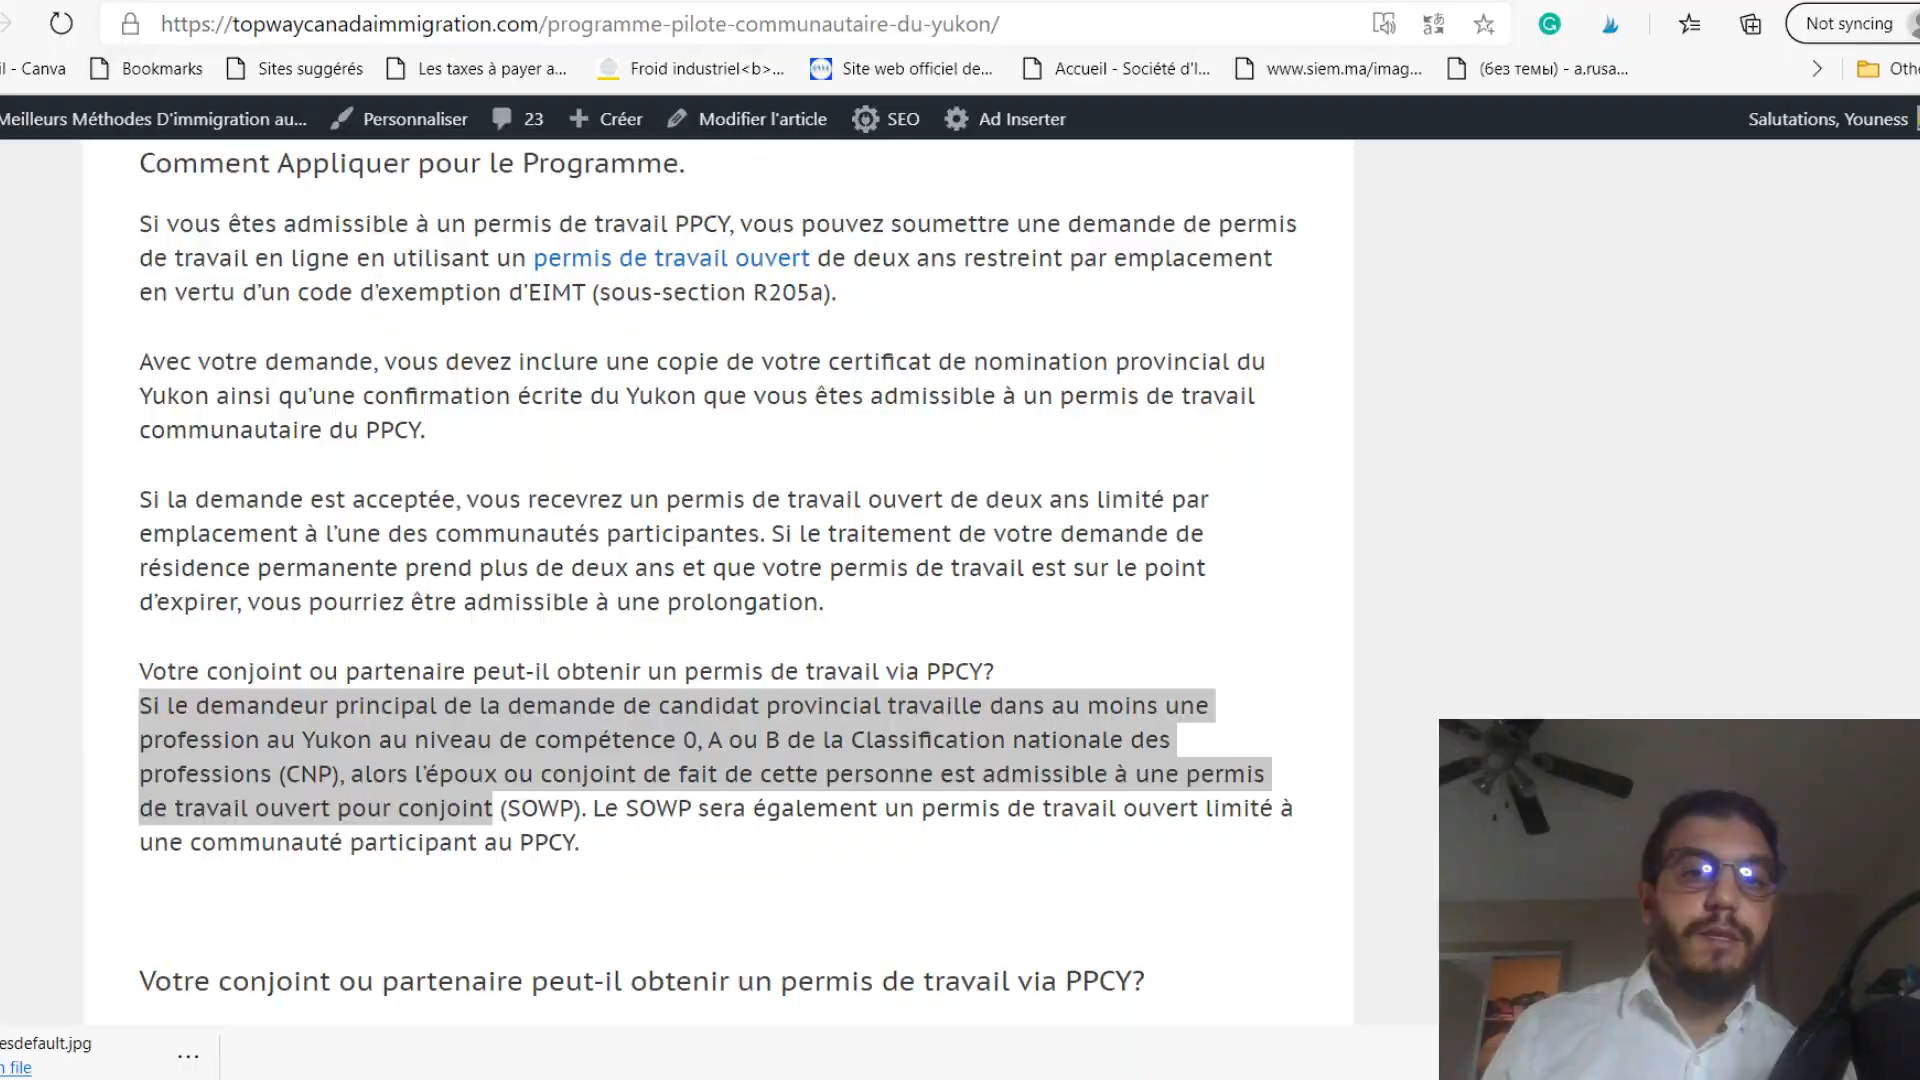 https://topwaycanadaimmigration.com/programme-pilote-communautaire-du-yukon/
Not syncing
il - Canva
Bookmarks
Sites suggérés
Les taxes à payer a...
Froid industriel<b>...
Site web officiel de...
Accueil - Société d'I...
www.siem.ma/imag...
(без темы) - a.rusa...
Othe
Meilleurs Méthodes D'immigration au...
Personnaliser
23
Créer
Modifier l'article
SEO
Ad Inserter
Salutations, Youness
Comment Appliquer pour le Programme.
Si vous êtes admissible à un permis de travail PPCY, vous pouvez soumettre une demande de permis
de travail en ligne en utilisant un permis de travail ouvert de deux ans restreint par emplacement
en vertu d’un code d’exemption d’EIMT (sous-section R205a).
Avec votre demande, vous devez inclure une copie de votre certificat de nomination provincial du
Yukon ainsi qu’une confirmation écrite du Yukon que vous êtes admissible à un permis de travail
communautaire du PPCY.
Si la demande est acceptée, vous recevrez un permis de travail ouvert de deux ans limité par
emplacement à l’une des communautés participantes. Si le traitement de votre demande de
résidence permanente prend plus de deux ans et que votre permis de travail est sur le point
d’expirer, vous pourriez être admissible à une prolongation.
Votre conjoint ou partenaire peut-il obtenir un permis de travail via PPCY?
Si le demandeur principal de la demande de candidat provincial travaille dans au moins une
profession au Yukon au niveau de compétence 0, A ou B de la Classification nationale des
professions (CNP), alors l’époux ou conjoint de fait de cette personne est admissible à une permis
de travail ouvert pour conjoint (SOWP). Le SOWP sera également un permis de travail ouvert limité à
une communauté participant au PPCY.
Votre conjoint ou partenaire peut-il obtenir un permis de travail via PPCY?
esdefault.jpg
n file